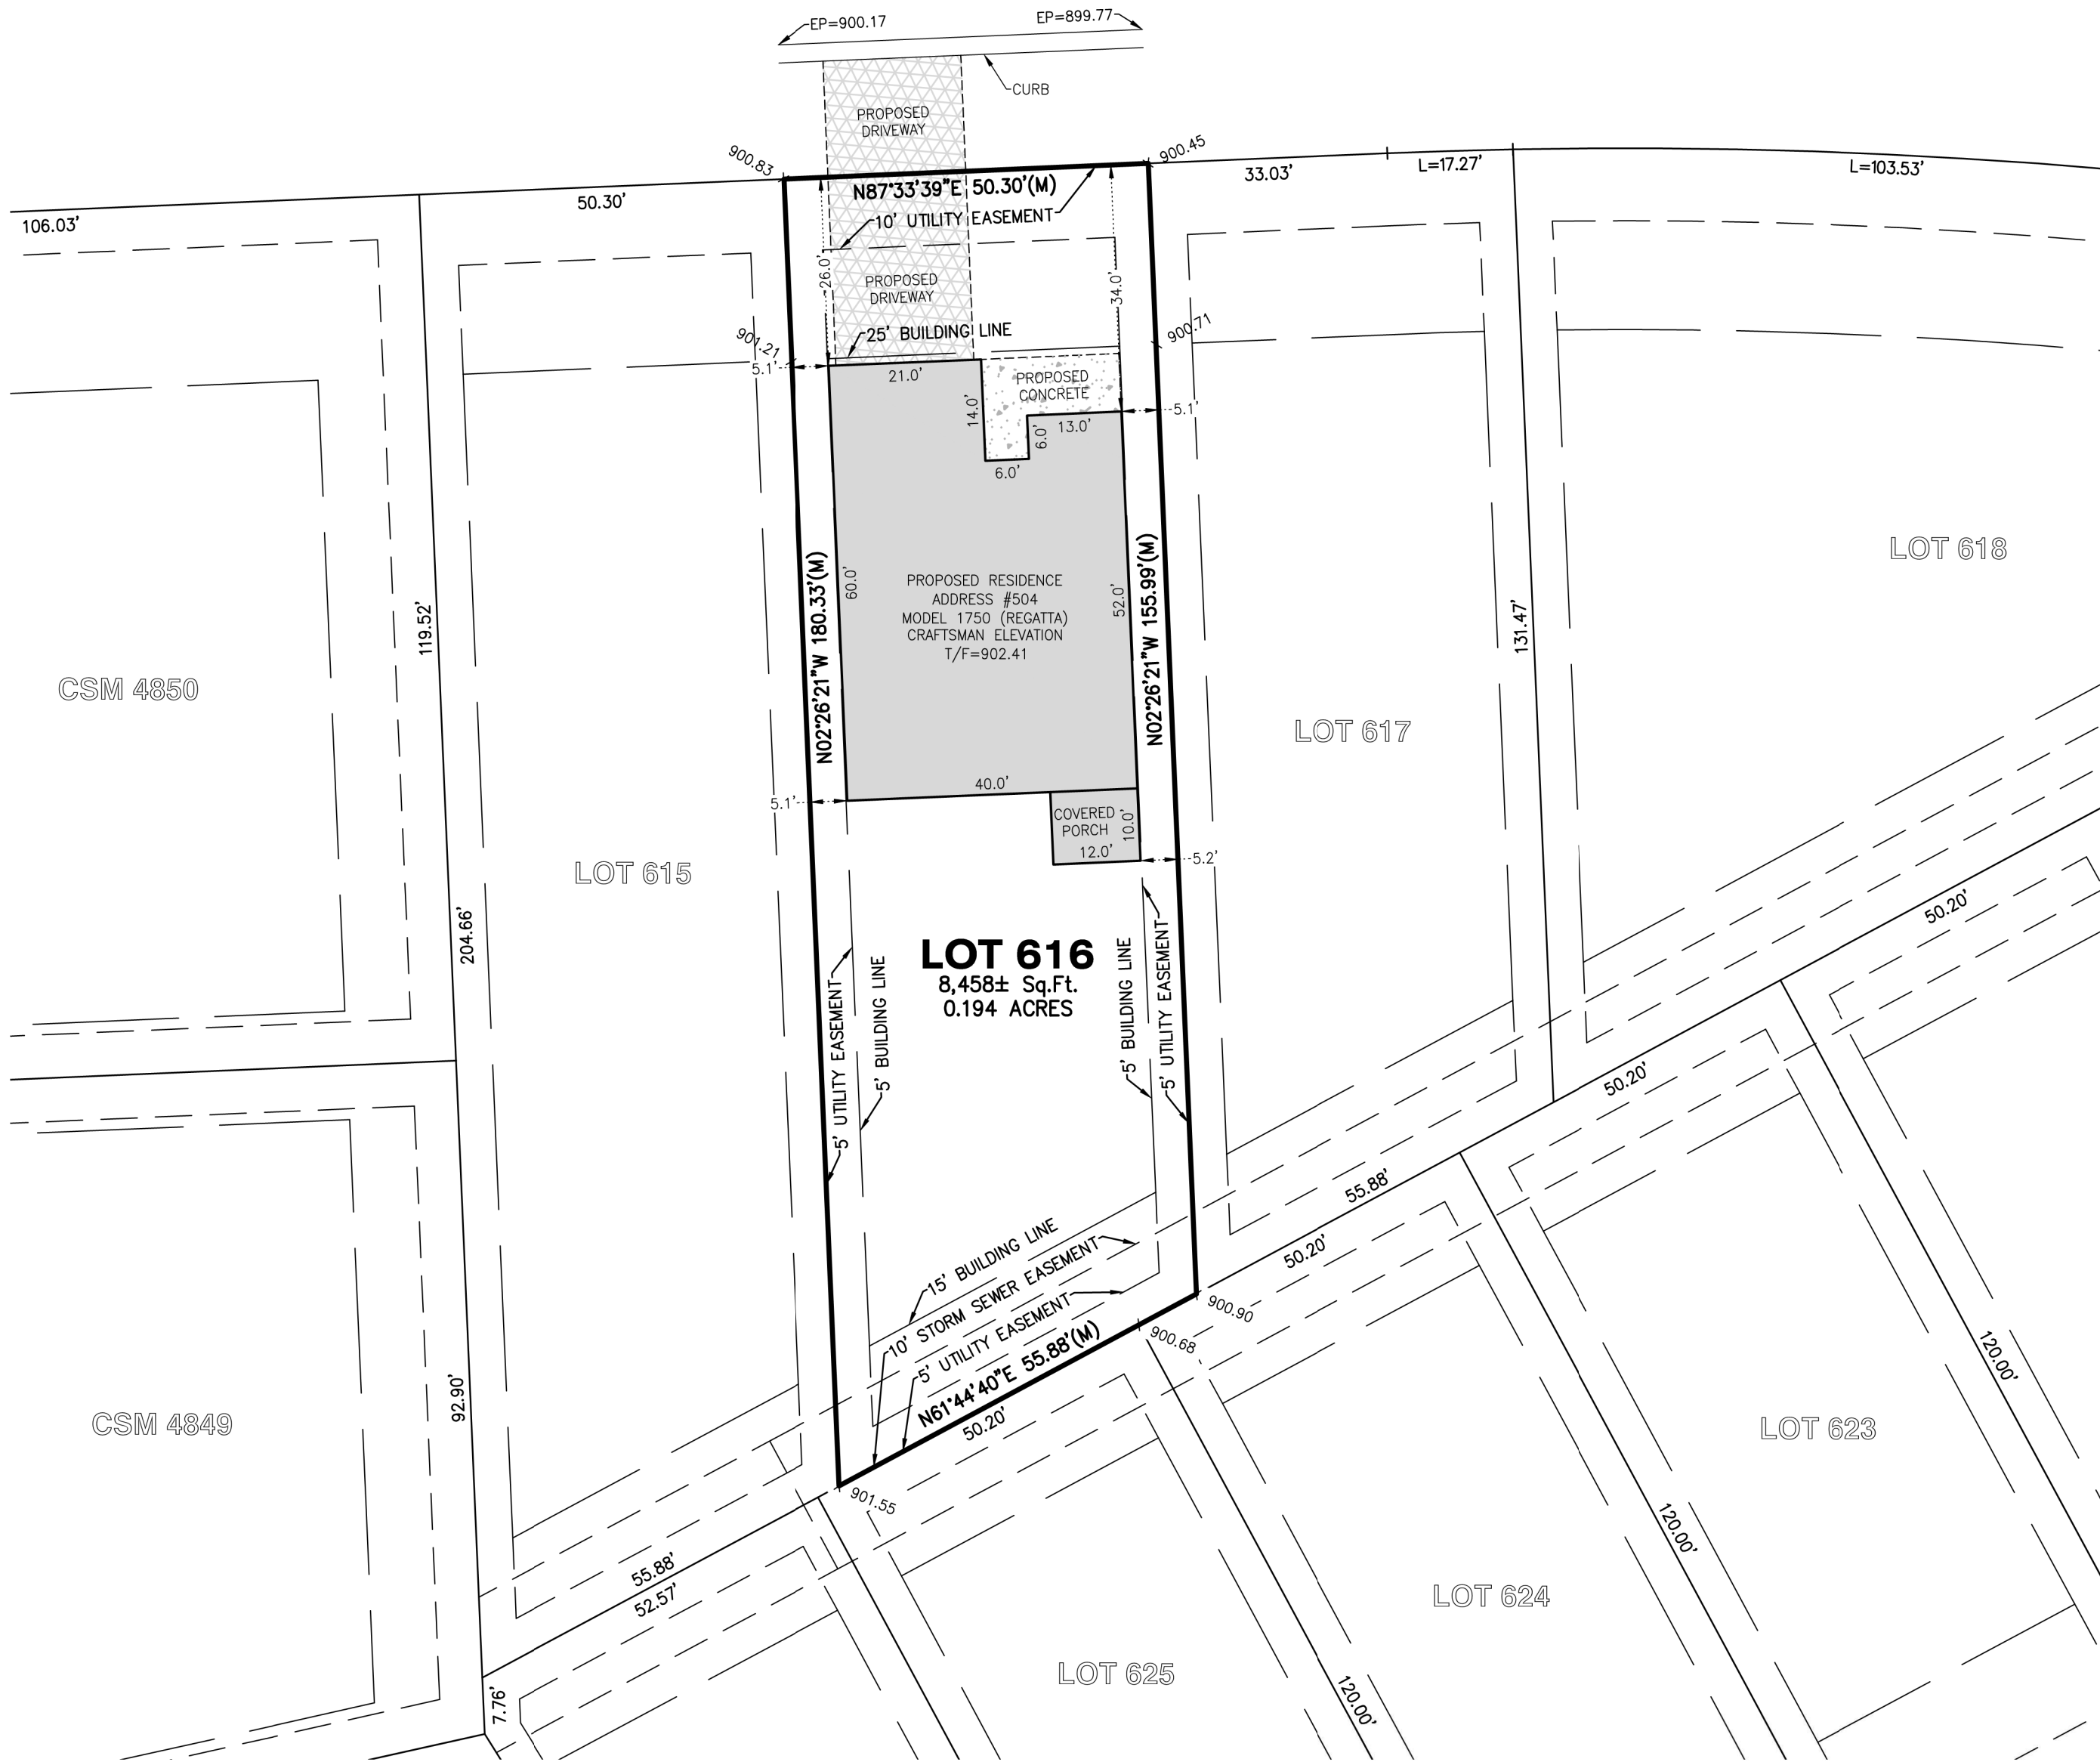 EP=900.17
EP=899.77
CURB
PROPOSED
DRIVEWAY
900.83
900.45
106.03'
50.30'
N87°33'39"E 50.30'(M)
33.03'
L=17.27'
L=103.53'
10' UTILITY EASEMENT
26.0'
34.0'
PROPOSED
DRIVEWAY
25' BUILDING LINE
901.21
900.71
5.1'
21.0'
PROPOSED
CONCRETE
14.0'
6.0'
13.0'
5.1'
6.0'
N02°26'21"W 180.33'(M)
60.0'
PROPOSED RESIDENCE
ADDRESS #504
MODEL 1750 (REGATTA)
CRAFTSMAN ELEVATION
T/F=902.41
52.0'
N02°26'21"W 155.99'(M)
119.52'
131.47'
LOT 618
CSM 4850
LOT 617
40.0'
5.1'
COVERED
PORCH
10.0'
12.0'
5.2'
LOT 615
204.66'
LOT 616
8,458± Sq.Ft.
0.194 ACRES
5' UTILITY EASEMENT
5' BUILDING LINE
5' BUILDING LINE
5' UTILITY EASEMENT
50.20'
50.20'
55.88'
50.20'
15' BUILDING LINE
10' STORM SEWER EASEMENT
5' UTILITY EASEMENT
N61°44'40"E 55.88'(M)
50.20'
900.90
900.68
901.55
92.90'
CSM 4849
55.88'
52.57'
7.76'
LOT 623
LOT 624
LOT 625
120.00'
120.00'
120.00'